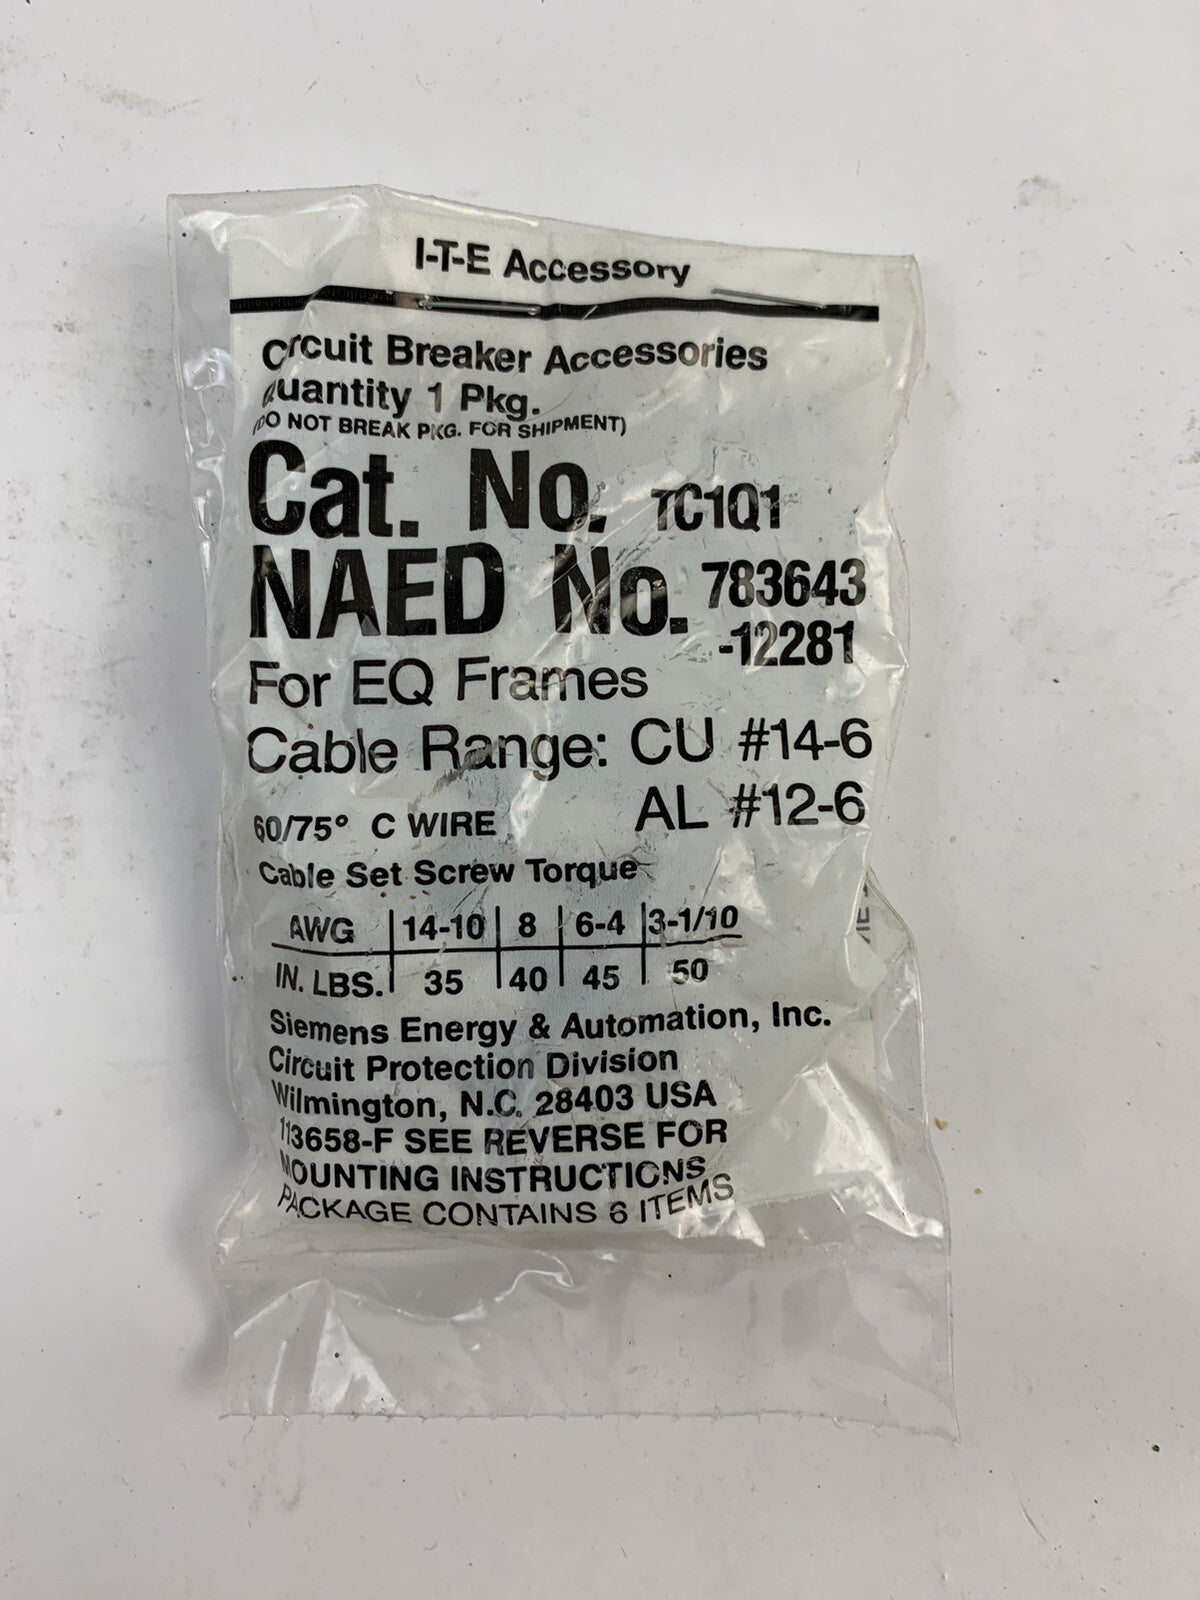 I-T-E Accessory
Circuit Breaker Accessories
Quantity 1 Pkg.
(DO NOT BREAK PKG. FOR SHIPMENT)
Cat. No. TC1Q1
NAED No. 783643
-12281
For EQ Frames
Cable Range: CU #14-6
AL #12-6
60/75° C WIRE
Cable Set Screw Torque
AWG 14-10 8 6-4 3-1/10
IN. LBS. 35 40 45 50
Siemens Energy & Automation, Inc.
Circuit Protection Division
Wilmington, N.C. 28403 USA
113658-F SEE REVERSE FOR
MOUNTING INSTRUCTIONS
PACKAGE CONTAINS 6 ITEMS